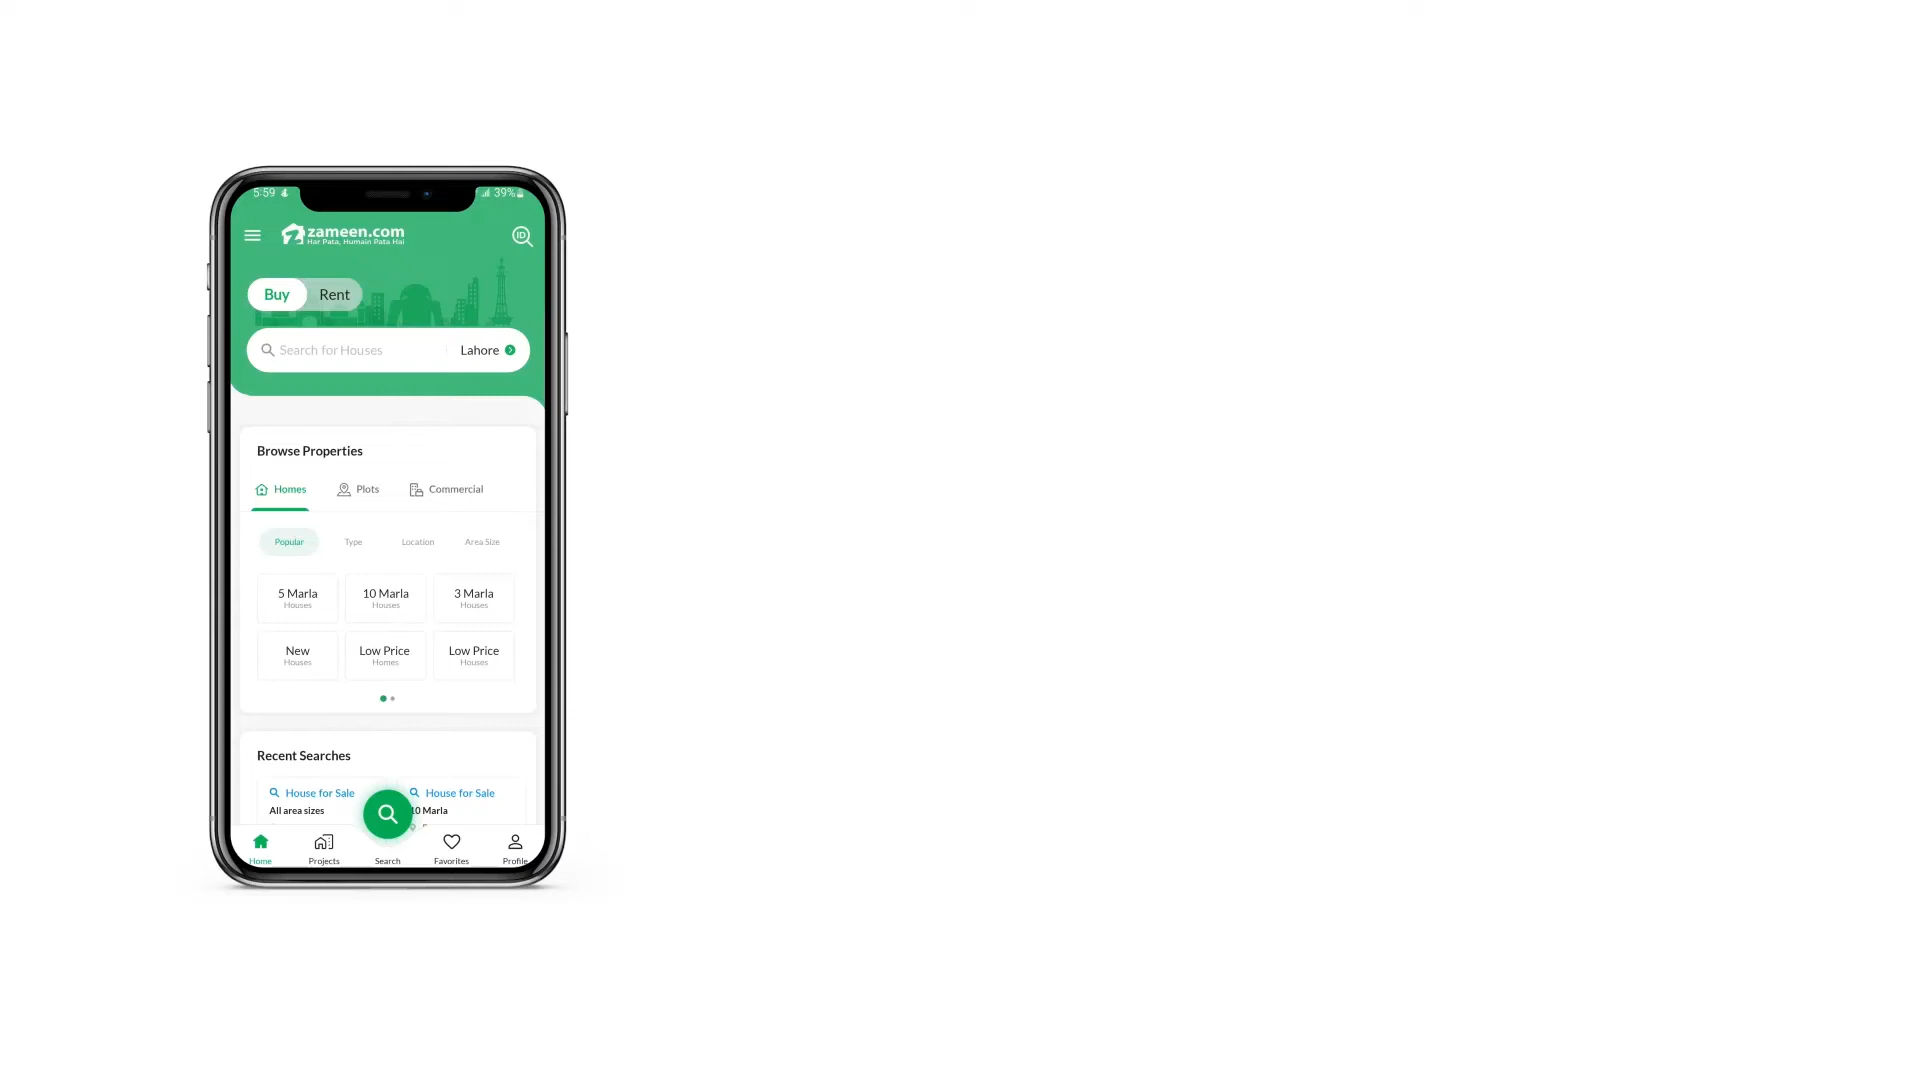 5:59
39%
zameen.com
Har Pata, Humain Pata Hai
ID
Buy Rent
Search for Houses Lahore
Browse Properties
Homes Plots Commercial
Popular Type Location Area Size
5 Marla 10 Marla 3 Marla
Houses Houses Houses
New Low Price Low Price
Houses Homes Houses
Recent Searches
House for Sale House for Sale
All area sizes 10 Marla
Home Projects Search Favorites Profile